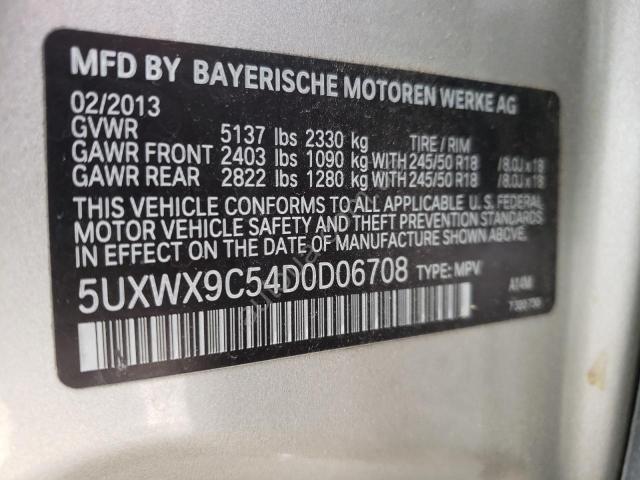 MFD BY BAYERISCHE MOTOREN WERKE AG
02/2013
GVWR 5137 lbs 2330 kg TIRE / RIM
GAWR FRONT 2403 lbs 1090 kg WITH 245/50 R18 / 8.0J x 18
GAWR REAR 2822 lbs 1280 kg WITH 245/50 R18 / 8.0J x 18
THIS VEHICLE CONFORMS TO ALL APPLICABLE U. S. FEDERAL
MOTOR VEHICLE SAFETY AND THEFT PREVENTION STANDARDS
IN EFFECT ON THE DATE OF MANUFACTURE SHOWN ABOVE.
5UXWX9C54D0D06708 TYPE: MPV